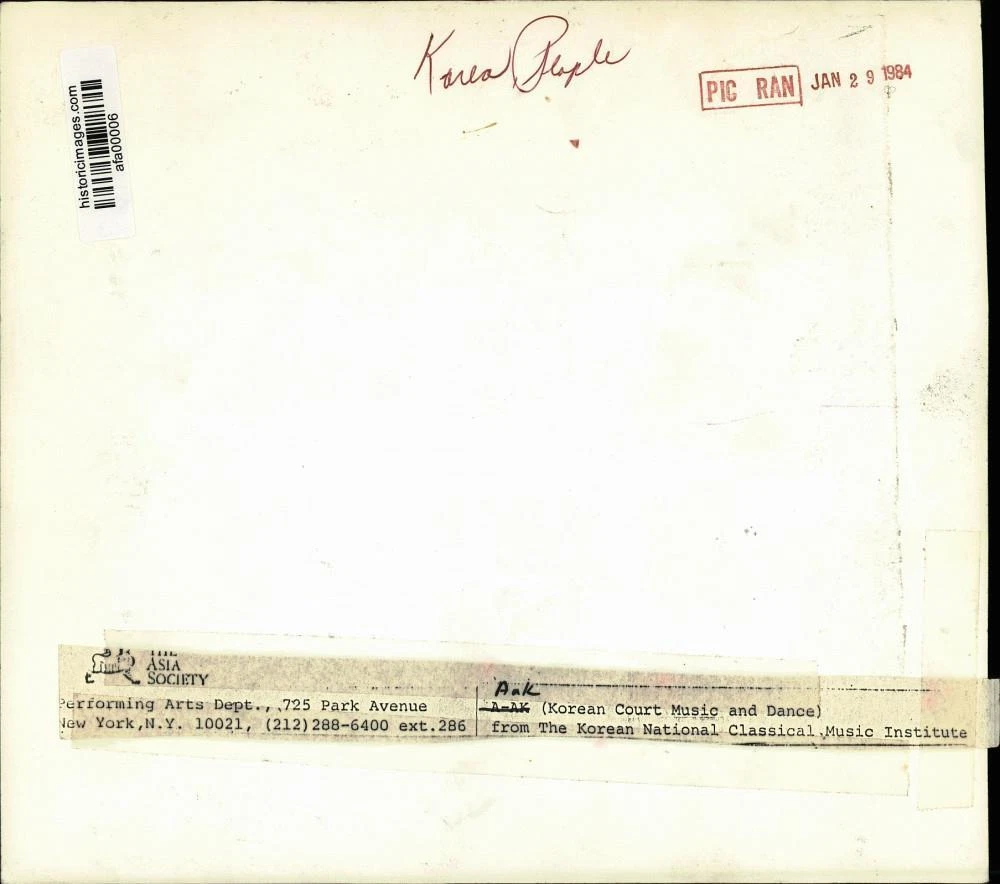 Korea People
PIC RAN JAN 29 1984
historicimages.com
afa00006
THE
ASIA
SOCIETY
Performing Arts Dept., 725 Park Avenue
New York,N.Y. 10021, (212)288-6400 ext.286
Aak
A-AK (Korean Court Music and Dance)
from The Korean National Classical Music Institute